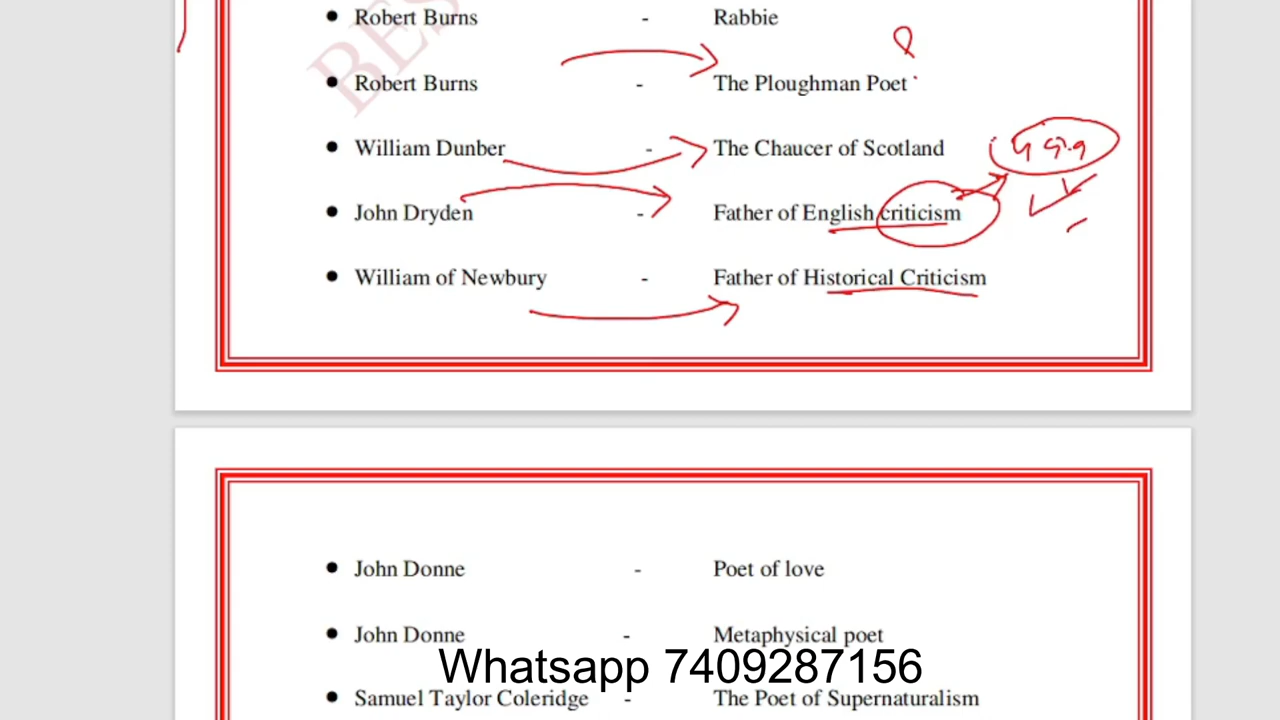 • Robert Burns - Rabbie
• Robert Burns - The Ploughman Poet
• William Dunber - The Chaucer of Scotland
• John Dryden - Father of English criticism
• William of Newbury - Father of Historical Criticism
• John Donne - Poet of love
• John Donne - Metaphysical poet
Whatsapp 7409287156
• Samuel Taylor Coleridge - The Poet of Supernaturalism